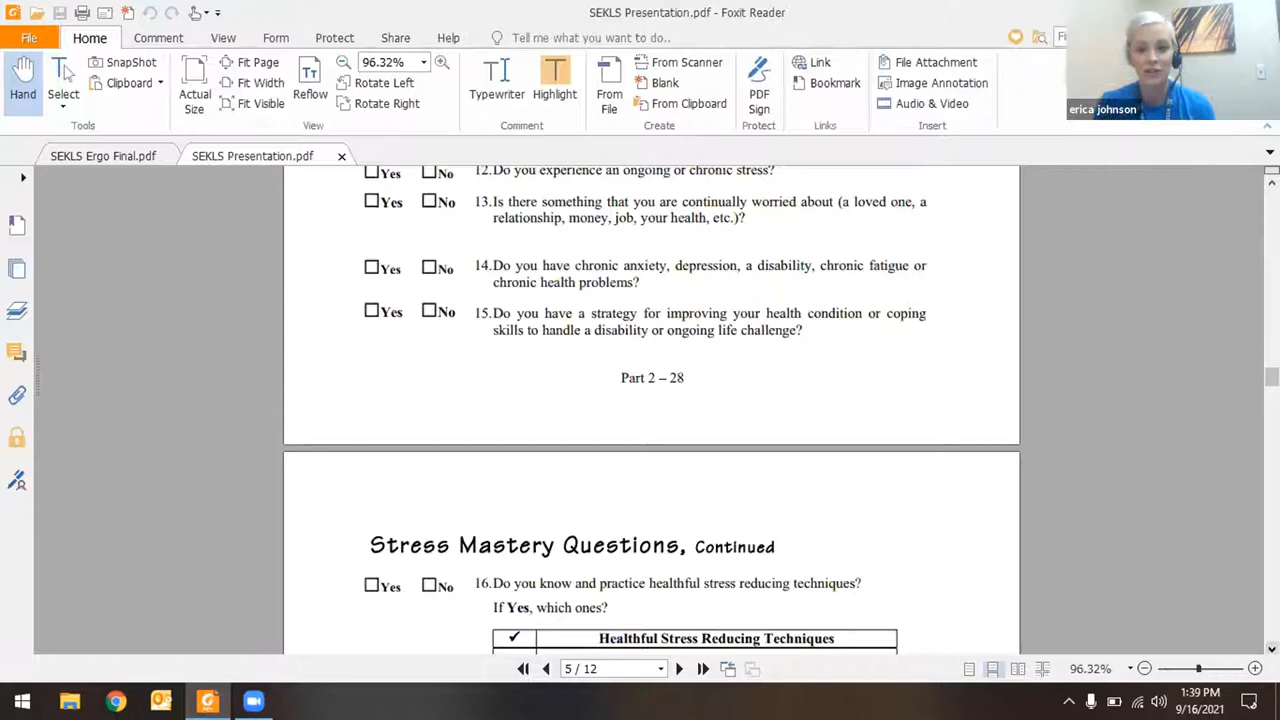 SEKLS Presentation.pdf - Foxit Reader
File Home Comment View Form Protect Share Help Tell me what you want to do..
Hand
Select
SnapShot
Clipboard
Tools
Actual Size
Fit Page
Fit Width
Fit Visible
Reflow
96.32%
Rotate Left
Rotate Right
View
Typewriter
Highlight
Comment
From File
From Scanner
Blank
From Clipboard
Create
PDF Sign
Protect
Link
Bookmark
Links
File Attachment
Image Annotation
Audio & Video
Insert
erica johnson
SEKLS Ergo Final.pdf SEKLS Presentation.pdf
Yes No 12.Do you experience an ongoing or chronic stress?
Yes No 13.Is there something that you are continually worried about (a loved one, a
relationship, money, job, your health, etc.)?
Yes No 14.Do you have chronic anxiety, depression, a disability, chronic fatigue or
chronic health problems?
Yes No 15.Do you have a strategy for improving your health condition or coping
skills to handle a disability or ongoing life challenge?
Part 2 – 28
Stress Mastery Questions, Continued
Yes No 16.Do you know and practice healthful stress reducing techniques?
If Yes, which ones?
✓ Healthful Stress Reducing Techniques
5 / 12
96.32%
1:39 PM
9/16/2021